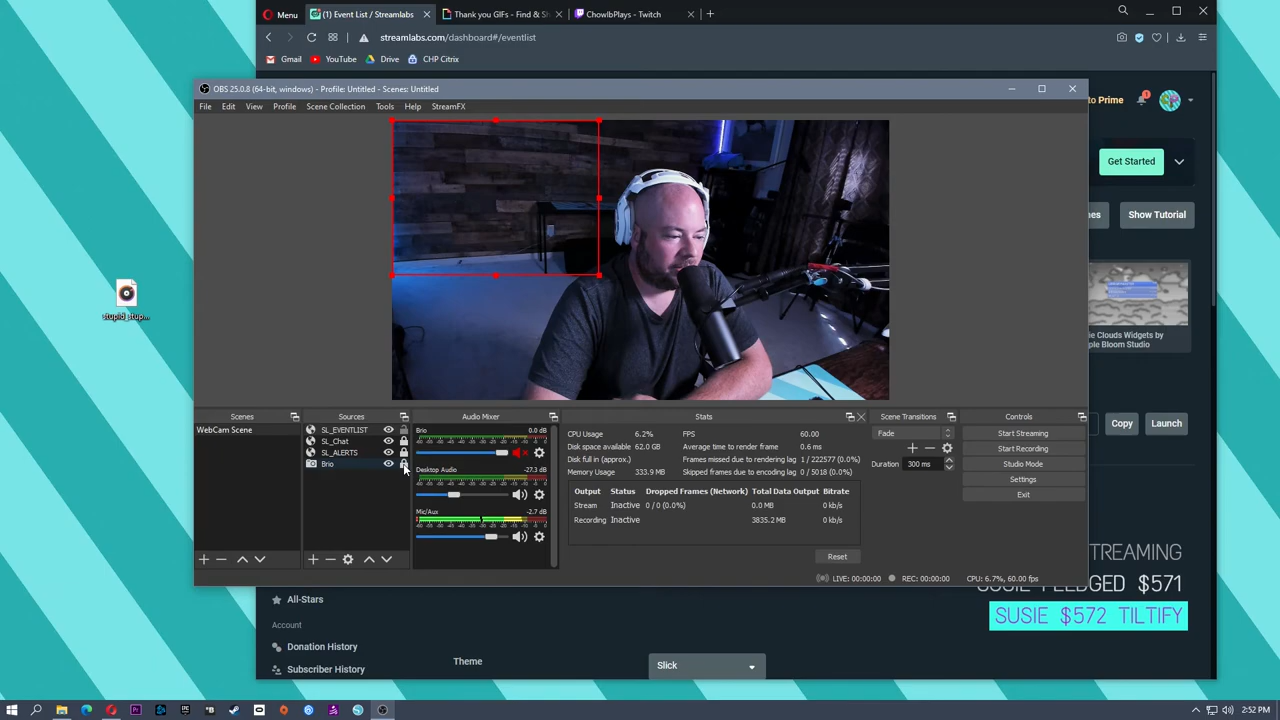 Menu
(1) Event List / Streamlabs
Thank you GIFs - Find & Sh
ChowlbPlays - Twitch
streamlabs.com/dashboard#/eventlist
Gmail
YouTube
Drive
CHP Citrix
OBS 25.0.8 (64-bit, windows) - Profile: Untitled - Scenes: Untitled
File
Edit
View
Profile
Scene Collection
Tools
Help
StreamFX
to Prime
1
Get Started
Show Tutorial
stupid_stup...
e Clouds Widgets by
ple Bloom Studio
Copy
Launch
Scenes
WebCam Scene
Sources
SL_EVENTLIST
SL_Chat
SL_ALERTS
Brio
Audio Mixer
Brio
0.0 dB
Desktop Audio
-27.3 dB
Mic/Aux
-2.7 dB
Stats
CPU Usage 6.2%
Disk space available 62.0 GB
Disk full in (approx.)
Memory Usage 333.9 MB
FPS 60.00
Average time to render frame 0.6 ms
Frames missed due to rendering lag 1 / 222577 (0.0%)
Skipped frames due to encoding lag 0 / 5018 (0.0%)
Output Status Dropped Frames (Network) Total Data Output Bitrate
Stream Inactive 0 / 0 (0.0%) 0.0 MB 0 kb/s
Recording Inactive 3835.2 MB 0 kb/s
Reset
Scene Transitions
Fade
Duration 300 ms
Controls
Start Streaming
Start Recording
Studio Mode
Settings
Exit
LIVE: 00:00:00
REC: 00:00:00
CPU: 6.7%, 60.00 fps
SUSIE $572 TILTIFY
All-Stars
Account
Donation History
Subscriber History
Theme
Slick
2:52 PM